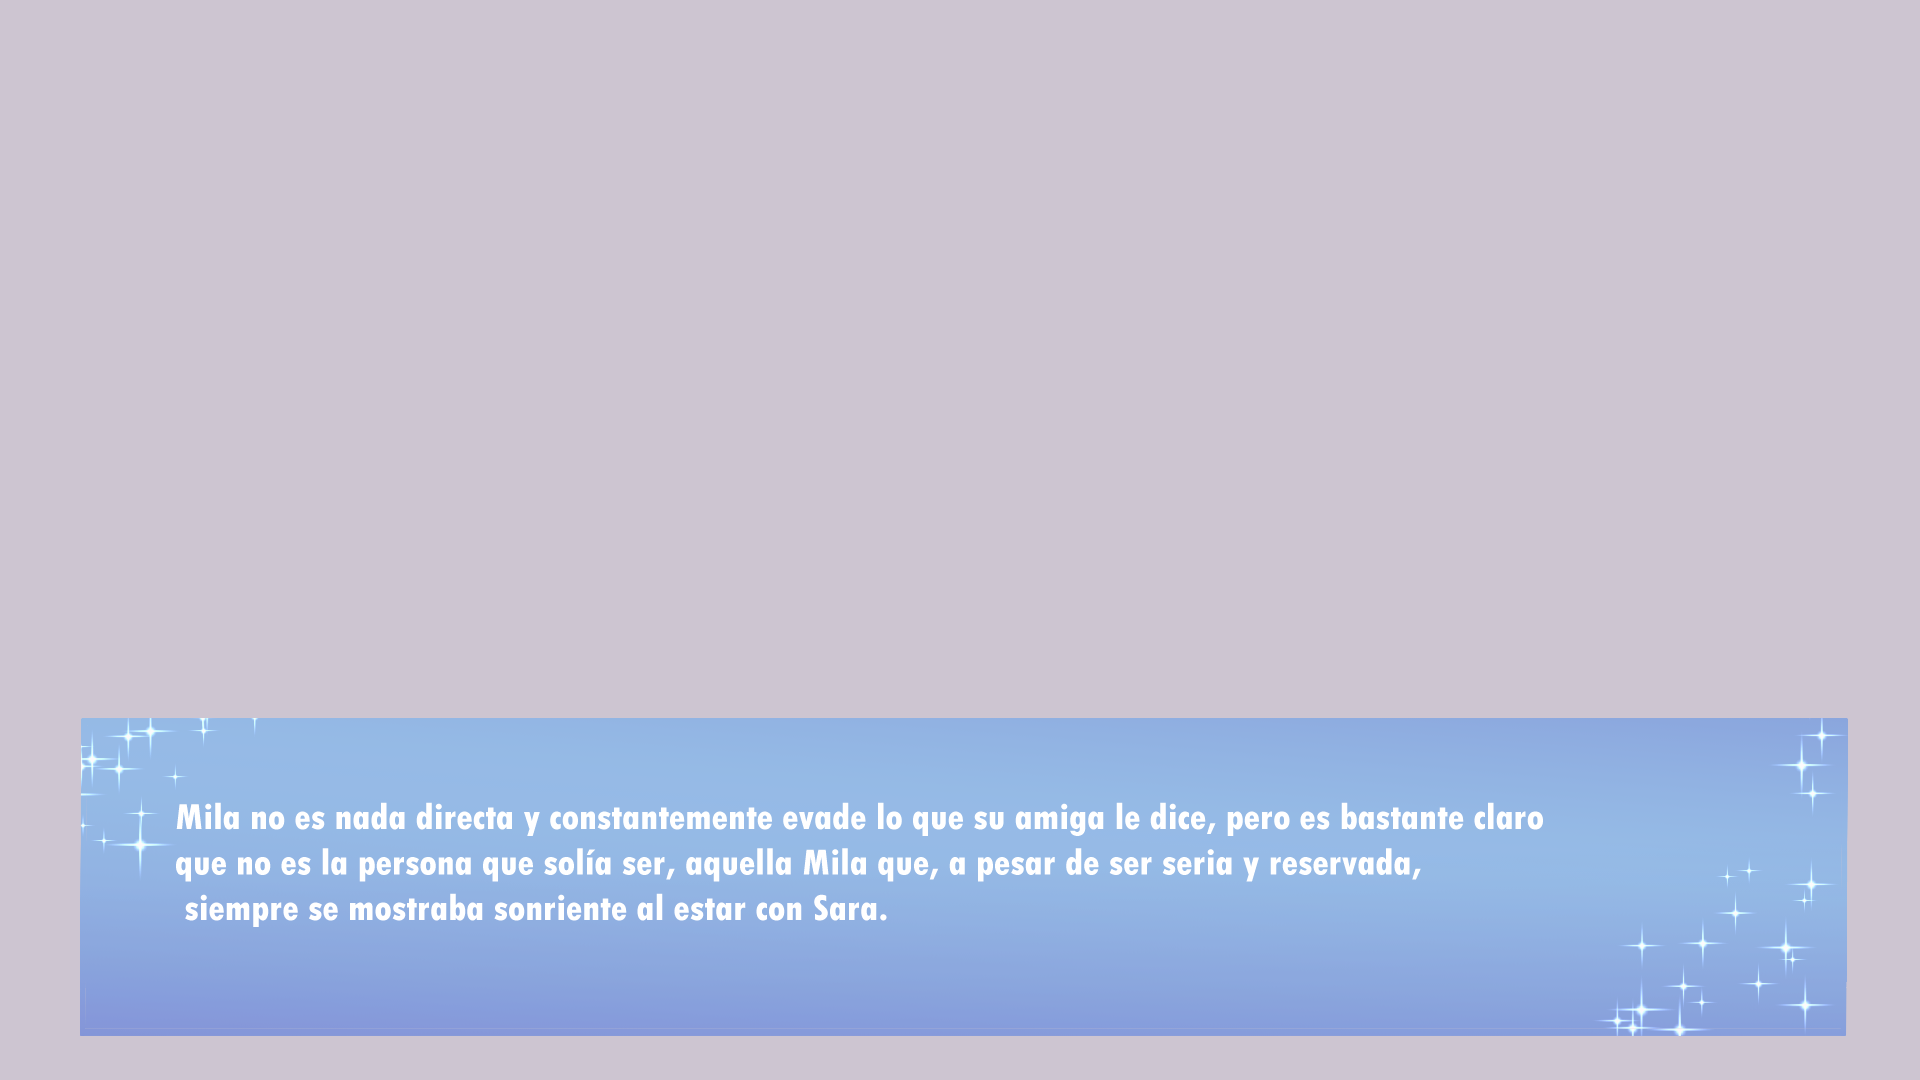 Mila no es nada directa y constantemente evade lo que su amiga le dice, pero es bastante claro
que no es la persona que solía ser, aquella Mila que, a pesar de ser seria y reservada,
siempre se mostraba sonriente al estar con Sara.